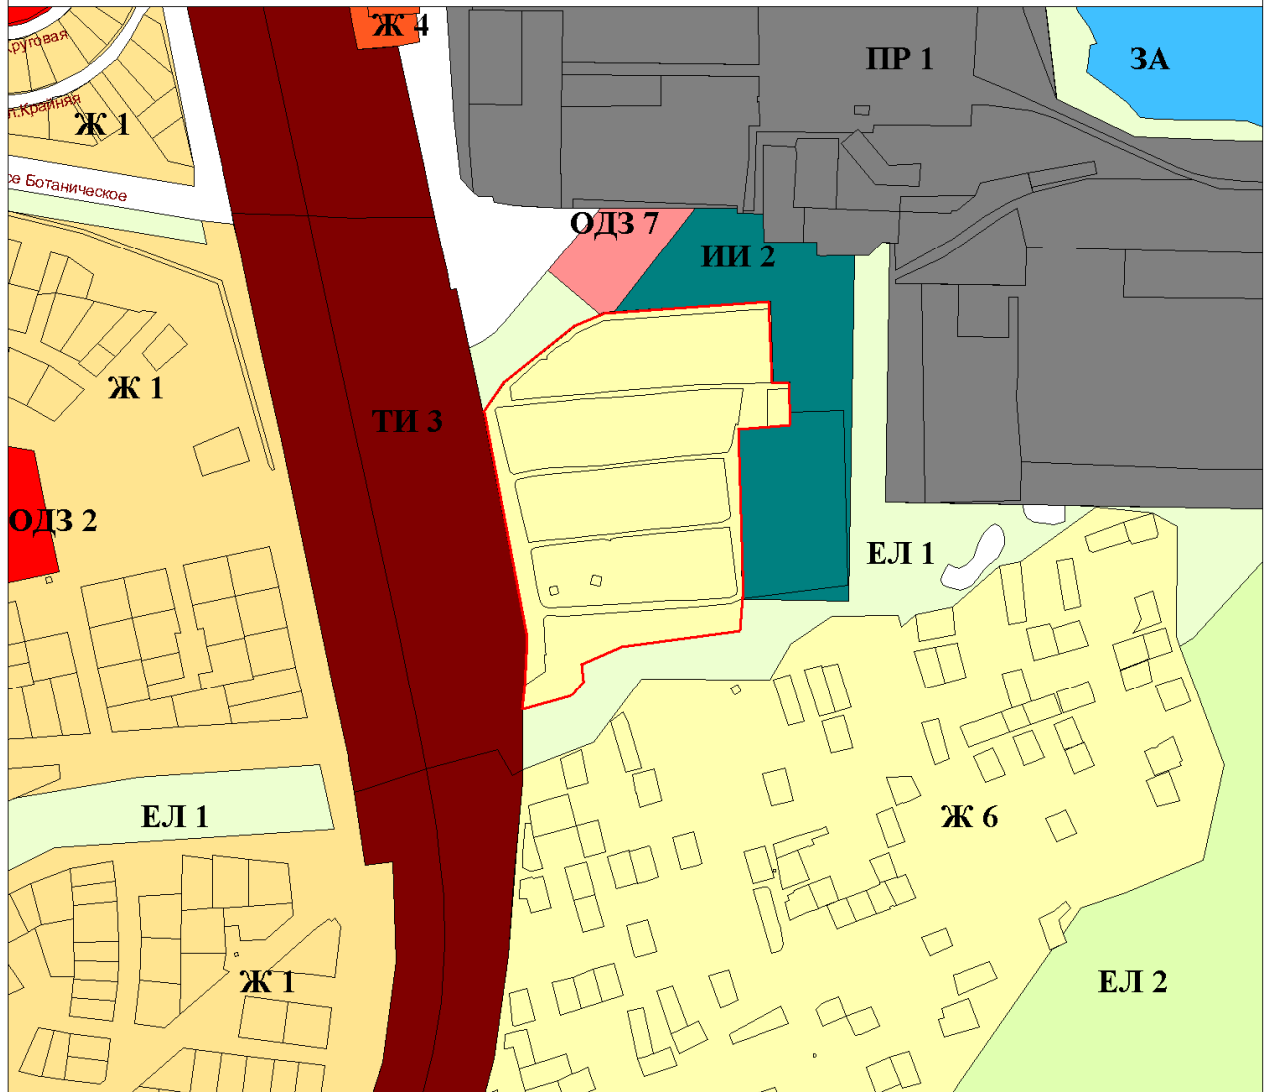 Ж 4
Круговая
ПР 1
ЗА
Крайняя
Ж 1
Ботаническое
ОДЗ 7
ИИ 2
Ж 1
ТИ 3
ОДЗ 2
ЕЛ 1
ЕЛ 1
Ж 6
Ж 1
ЕЛ 2